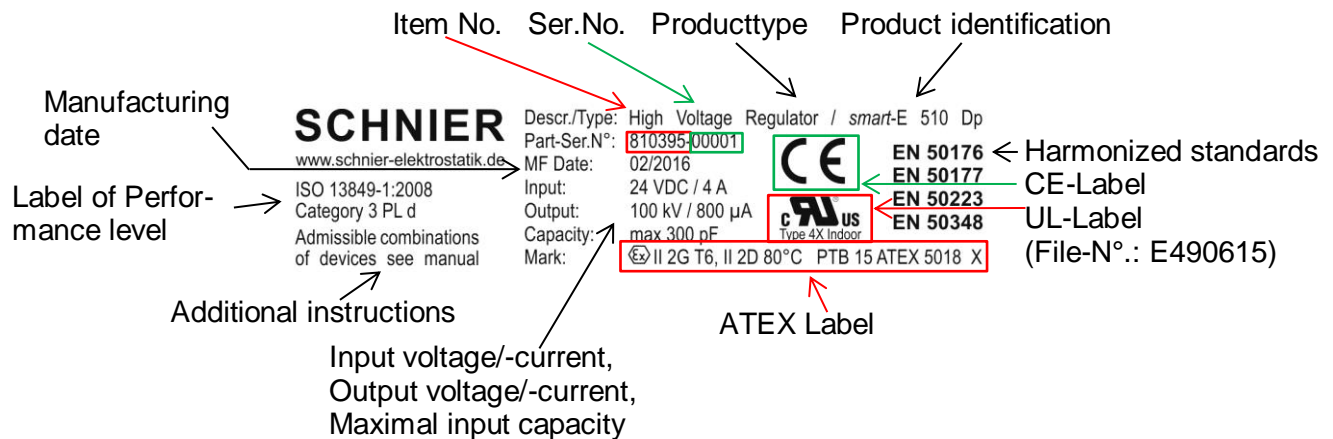 Item No. Ser.No. Producttype Product identification
Manufacturing
date
Label of Perfor-
mance level
SCHNIER
www.schnier-elektrostatik.de
ISO 13849-1:2008
Category 3 PL d
Admissible combinations
of devices see manual
Descr./Type: High Voltage Regulator / smart-E 510 Dp
Part-Ser.N°: 810395-00001
MF Date: 02/2016
Input: 24 VDC / 4 A
Output: 100 kV / 800 µA
Capacity: max 300 pF
Mark: Ex II 2G T6, II 2D 80°C PTB 15 ATEX 5018 X
CE
c RU US
Type 4X Indoor
EN 50176
EN 50177
EN 50223
EN 50348
Harmonized standards
CE-Label
UL-Label
(File-N°.: E490615)
Additional instructions
ATEX Label
Input voltage/-current,
Output voltage/-current,
Maximal input capacity